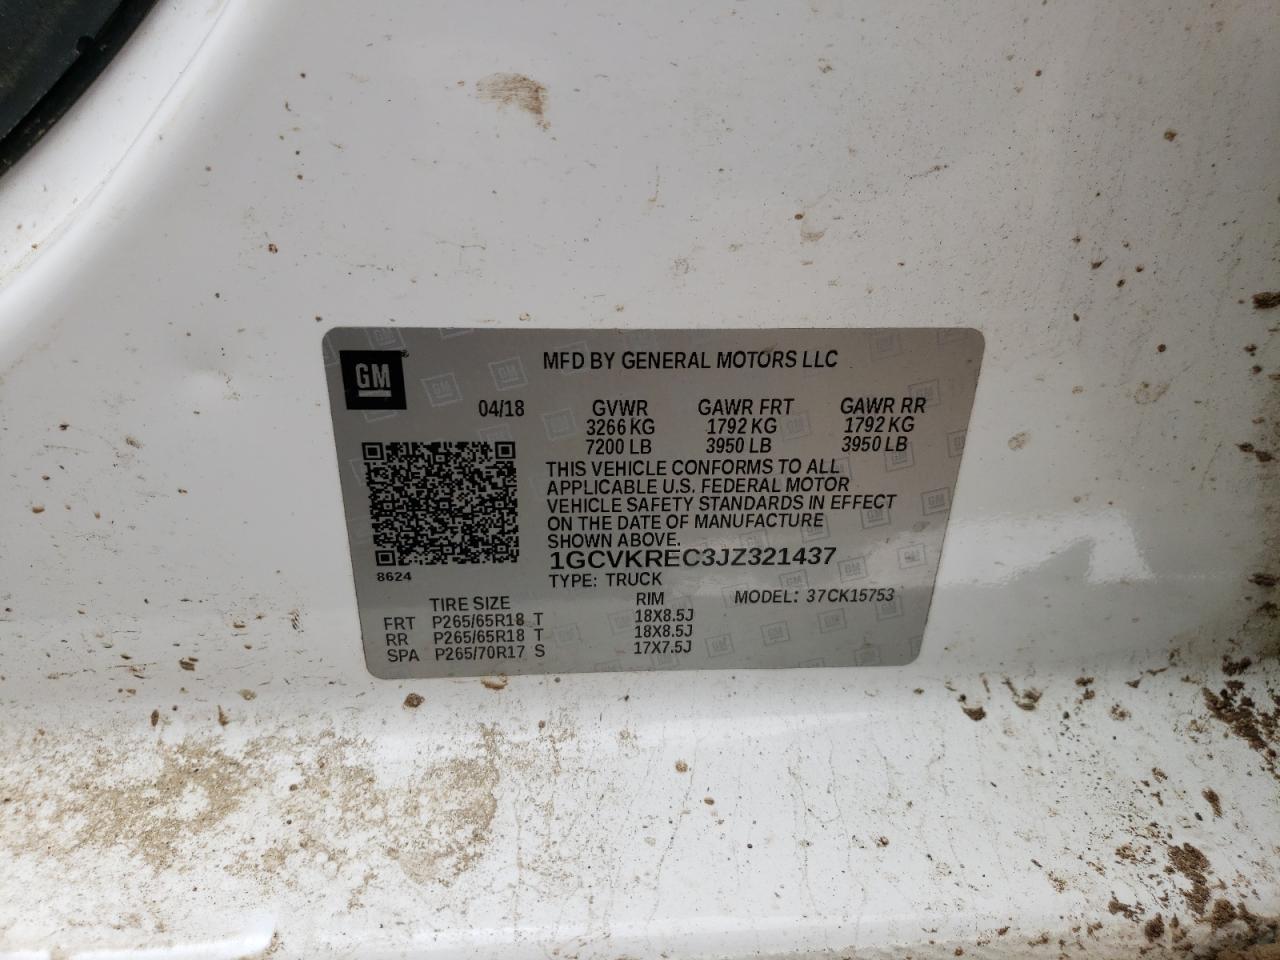 GM
MFD BY GENERAL MOTORS LLC
04/18 GVWR GAWR FRT GAWR RR
3266 KG 1792 KG 1792 KG
7200 LB 3950 LB 3950 LB
THIS VEHICLE CONFORMS TO ALL
APPLICABLE U.S. FEDERAL MOTOR
VEHICLE SAFETY STANDARDS IN EFFECT
ON THE DATE OF MANUFACTURE
SHOWN ABOVE.
1GCVKREC3JZ321437
8624
TYPE: TRUCK
TIRE SIZE RIM MODEL: 37CK15753
FRT P265/65R18 T 18X8.5J
RR P265/65R18 T 18X8.5J
SPA P265/70R17 S 17X7.5J